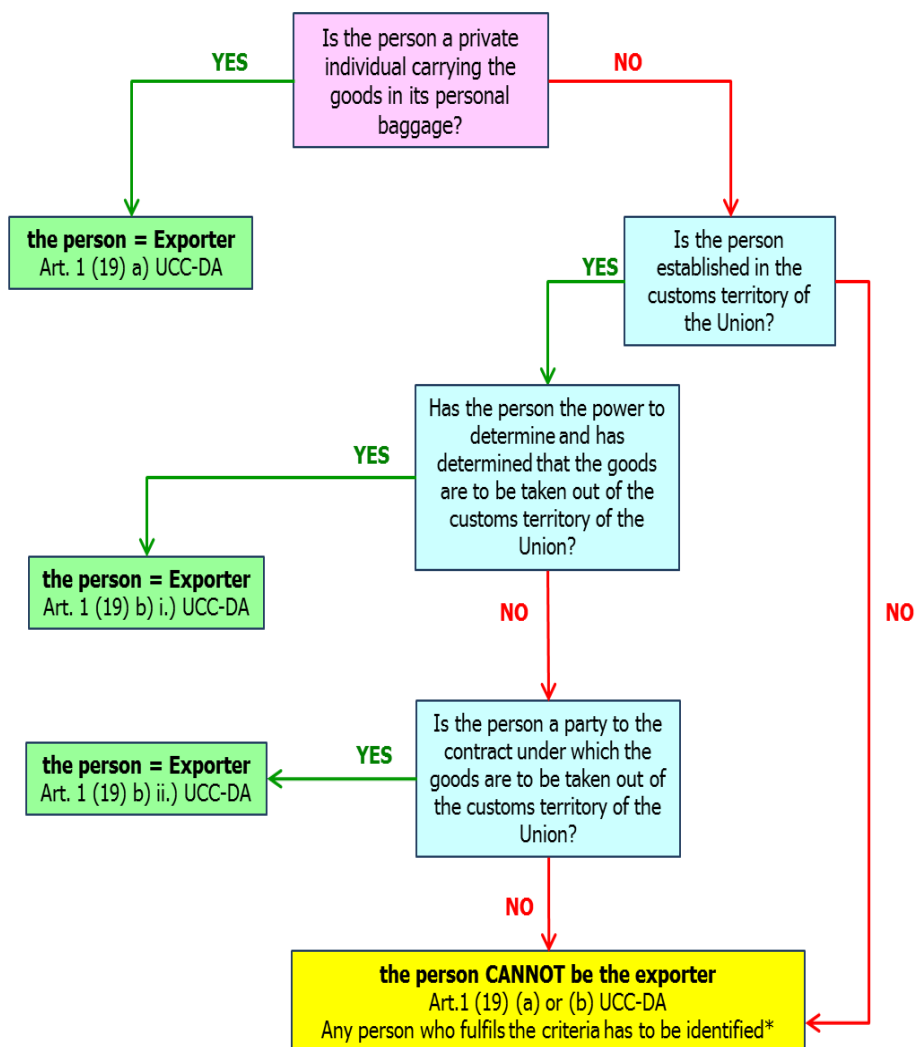 Is the person a private
individual carrying the
goods in its personal
baggage?
YES
NO
the person = Exporter
Art. 1 (19) a) UCC-DA
Is the person
established in the
customs territory of
the Union?
YES
NO
Has the person the power to
determine and has
determined that the goods
are to be taken out of the
customs territory of the
Union?
YES
the person = Exporter
Art. 1 (19) b) i.) UCC-DA
NO
Is the person a party to the
contract under which the
goods are to be taken out of
the customs territory of the
Union?
YES
the person = Exporter
Art. 1 (19) b) ii.) UCC-DA
NO
the person CANNOT be the exporter
Art.1 (19) (a) or (b) UCC-DA
Any person who fulfils the criteria has to be identified*